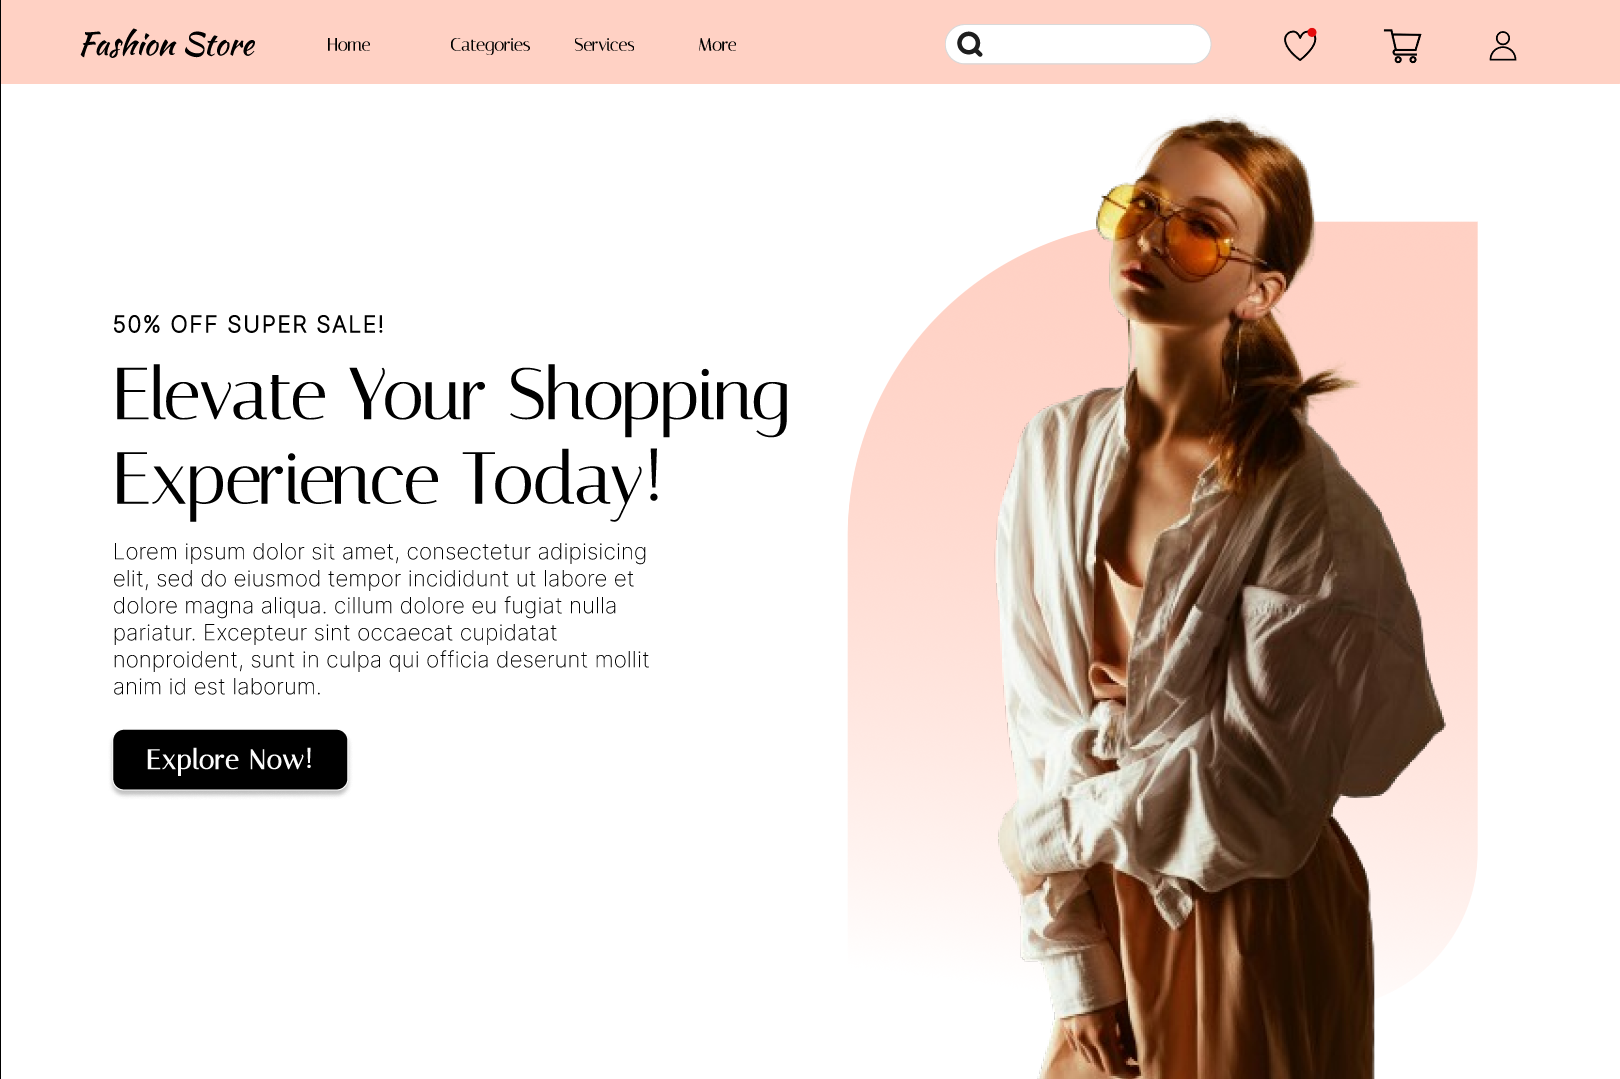 Fashion Store
Home
Categories
Services
More
50% OFF SUPER SALE!
Elevate Your Shopping
Experience Today!
Lorem ipsum dolor sit amet, consectetur adipisicing
elit, sed do eiusmod tempor incididunt ut labore et
dolore magna aliqua. cillum dolore eu fugiat nulla
pariatur. Excepteur sint occaecat cupidatat
nonproident, sunt in culpa qui officia deserunt mollit
anim id est laborum.
Explore Now!